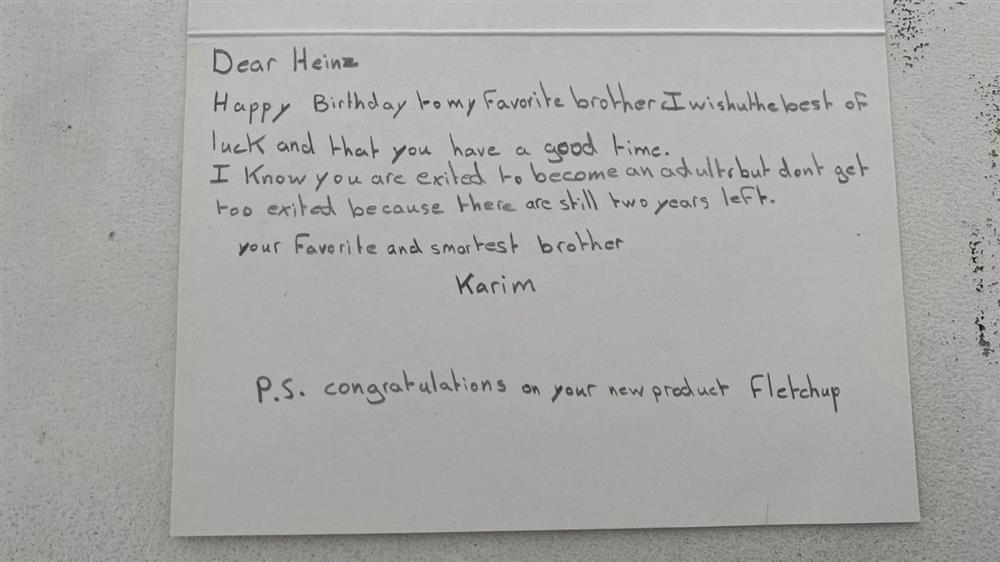 Dear Heinz
Happy Birthday to my Favorite brother. I wish u the best of
luck and that you have a good time.
I Know you are exited to become an adult, but dont get
too exited because there are still two years left.
your Favorite and smartest brother
Karim
P.S. congratulations on your new product Fletchup